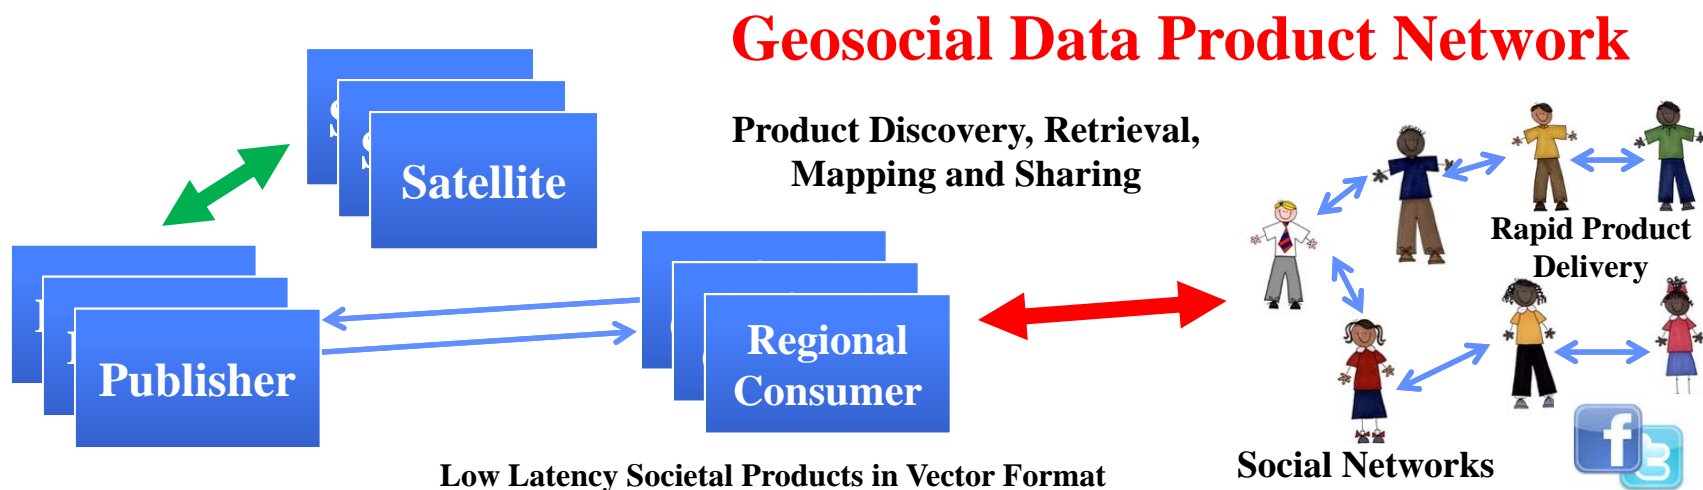 Geosocial Data Product Network
Product Discovery, Retrieval,
Mapping and Sharing
Satellite
Rapid Product
Delivery
Publisher
Regional
Consumer
Social Networks
Low Latency Societal Products in Vector Format